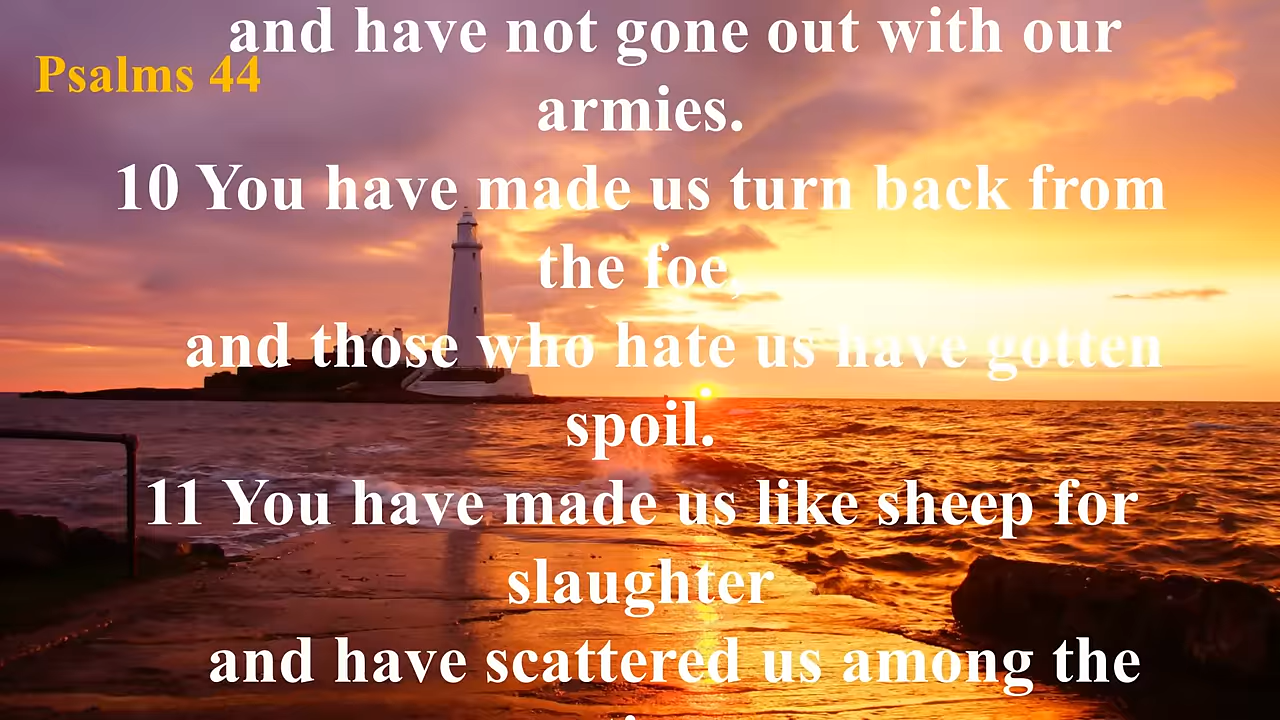 and have not gone out with our
Psalms 44
armies.
10 You have made us turn back from
the foe,
and those who hate us have gotten
spoil.
11 You have made us like sheep for
slaughter
and have scattered us among the